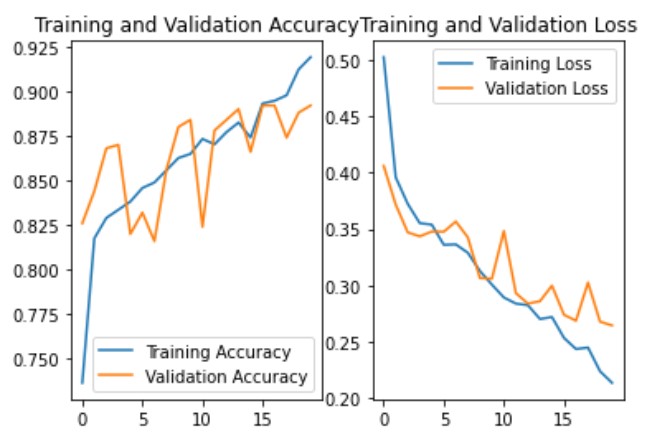 Training and Validation Accuracy
0.925
0.900
0.875
0.850
0.825
0.800
0.775
0.750
Training Accuracy
Validation Accuracy
0 5 10 15
Training and Validation Loss
0.50
0.45
0.40
0.35
0.30
0.25
0.20
Training Loss
Validation Loss
0 5 10 15